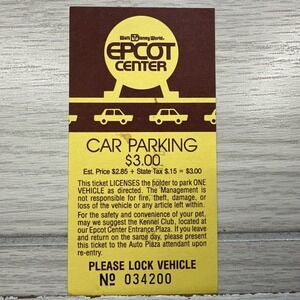 Walt Disney World
EPCOT
CENTER
CAR PARKING
$3.00
Est. Price $2.85 + State Tax $.15 = $3.00
This ticket LICENSES the holder to park ONE
VEHICLE as directed. The Management is
not responsible for fire, theft, damage, or
loss of the vehicle or any article left within.
For the safety and convenience of your pet,
may we suggest the Kennel Club, located at
our Epcot Center Entrance Plaza. If you leave
and return on the same day, please present
this ticket to the Auto Plaza attendant upon
re-entry.
PLEASE LOCK VEHICLE
Nº 034200